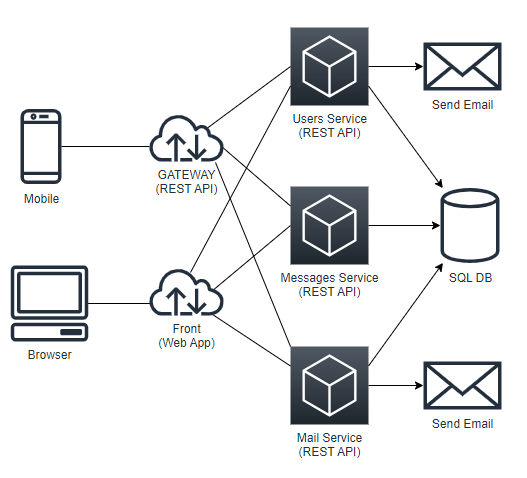 Users Service
(REST API)
Send Email
GATEWAY
(REST API)
Mobile
Messages Service
(REST API)
SQL DB
Front
(Web App)
Browser
Mail Service
(REST API)
Send Email